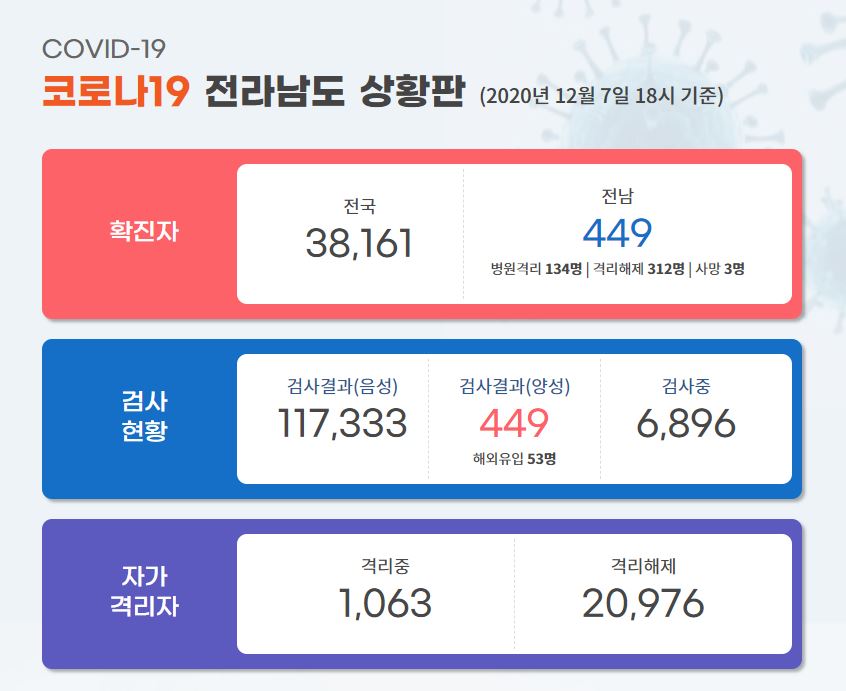 COVID-19
코로나19 전라남도 상황판 (2020년 12월 7일 18시 기준)
확진자
전국
38,161
전남
449
병원격리 134명 | 격리해제 312명 | 사망 3명
검사
현황
검사결과(음성)
117,333
검사결과(양성)
449
해외유입 53명
검사중
6,896
자가
격리자
격리중
1,063
격리해제
20,976